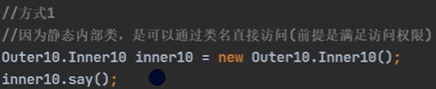 //方式1
//因为静态内部类，是可以通过类名直接访问(前提是满足访问权限)
Outer10.Inner10 inner10 = new Outer10.Inner10();
inner10.say();